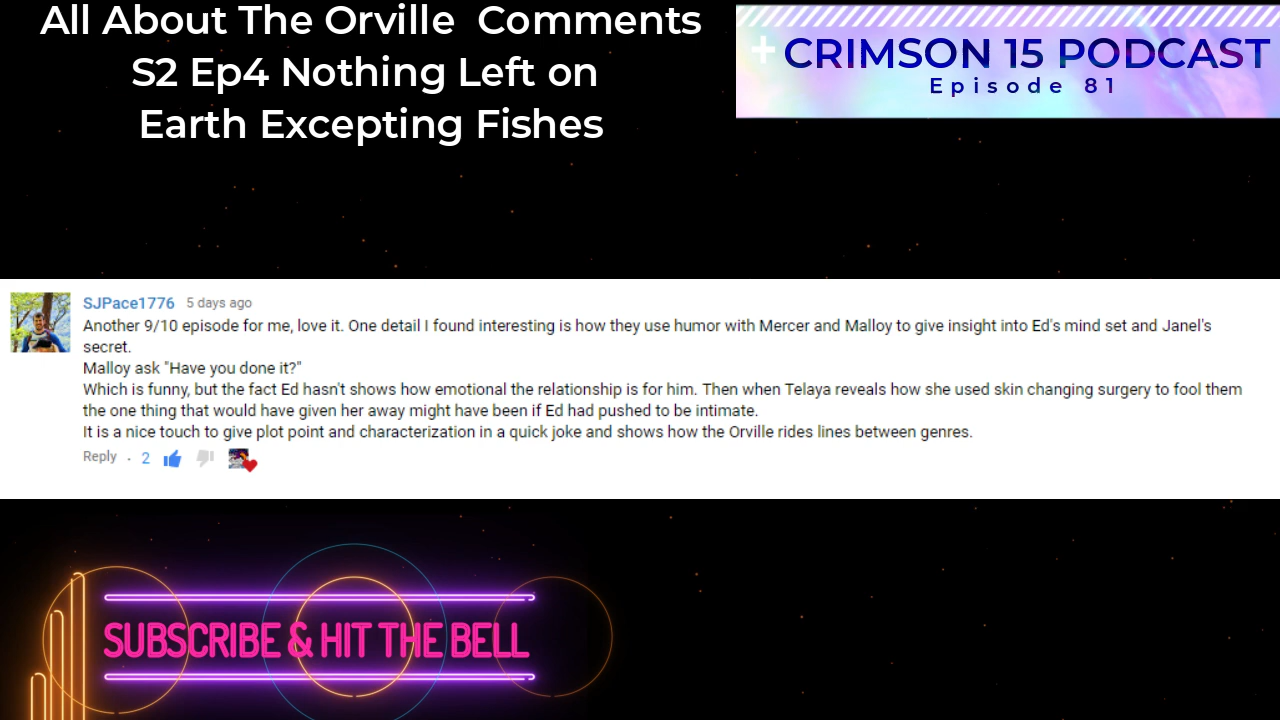 All About The Orville Comments
S2 Ep4 Nothing Left on
Earth Excepting Fishes
CRIMSON 15 PODCAST
Episode 81
SJPace1776 5 days ago
Another 9/10 episode for me, love it. One detail I found interesting is how they use humor with Mercer and Malloy to give insight into Ed's mind set and Janel's
secret.
Malloy ask "Have you done it?"
Which is funny, but the fact Ed hasn't shows how emotional the relationship is for him. Then when Telaya reveals how she used skin changing surgery to fool them
the one thing that would have given her away might have been if Ed had pushed to be intimate.
It is a nice touch to give plot point and characterization in a quick joke and shows how the Orville rides lines between genres.
Reply · 2
SUBSCRIBE & HIT THE BELL